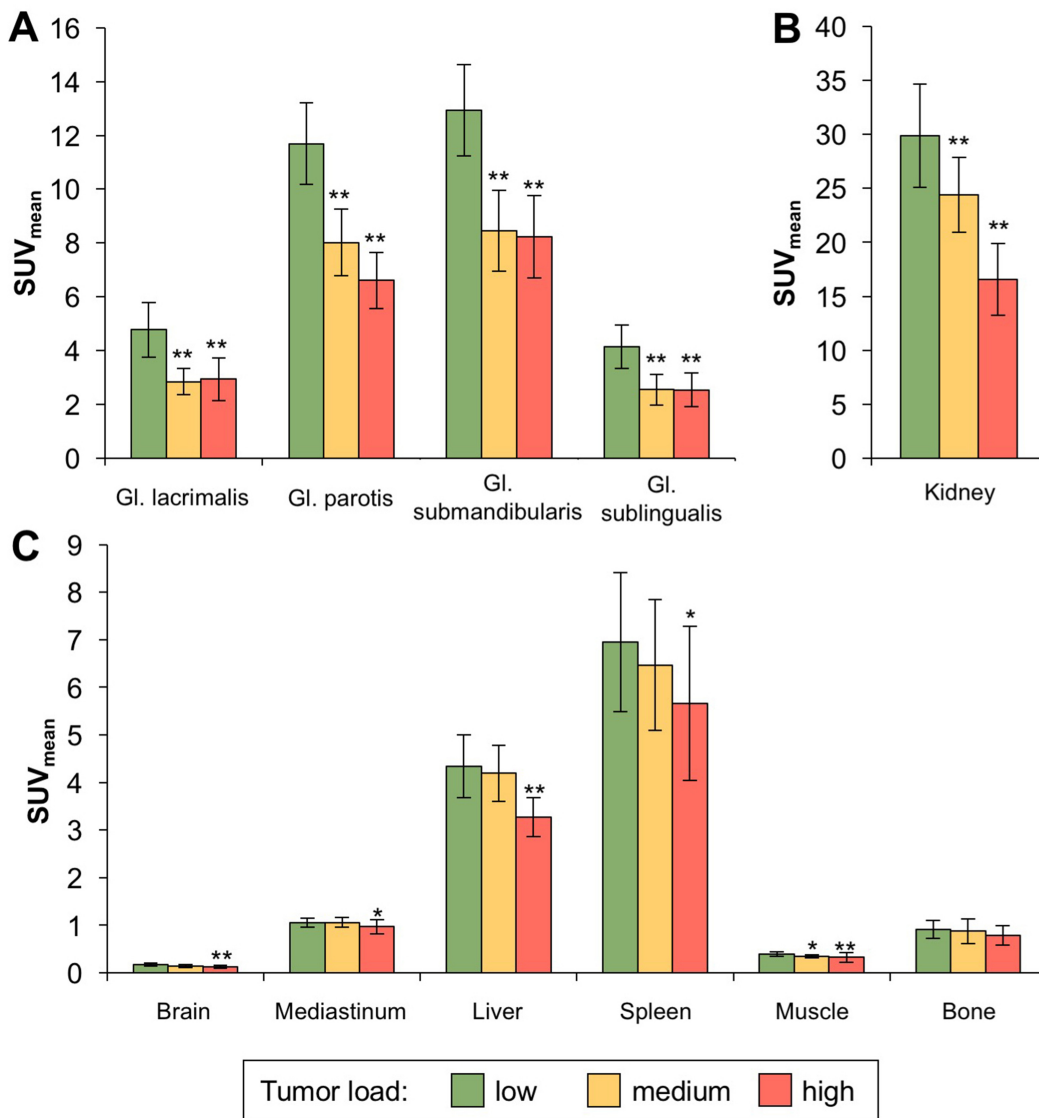 A
B
16
14
12
10
8
6
4
2
0
SUVmean
** ** ** ** ** ** ** **
Gl. lacrimalis Gl. parotis Gl. submandibularis Gl. sublingualis
40
35
30
25
20
15
10
5
0
SUVmean
** **
Kidney
C
9
8
7
6
5
4
3
2
1
0
SUVmean
** * ** * * **
Brain Mediastinum Liver Spleen Muscle Bone
Tumor load: low medium high